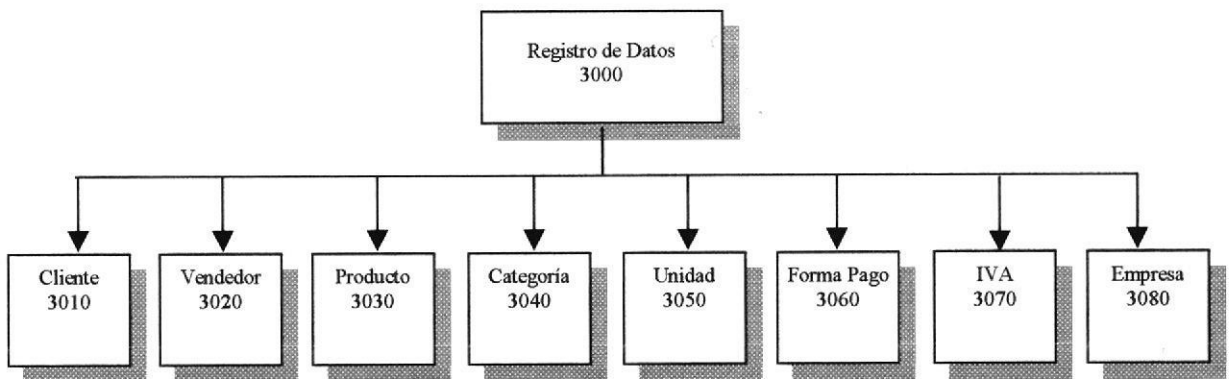 Registro de Datos
3000
Cliente
3010
Vendedor
3020
Producto
3030
Categoría
3040
Unidad
3050
Forma Pago
3060
IVA
3070
Empresa
3080